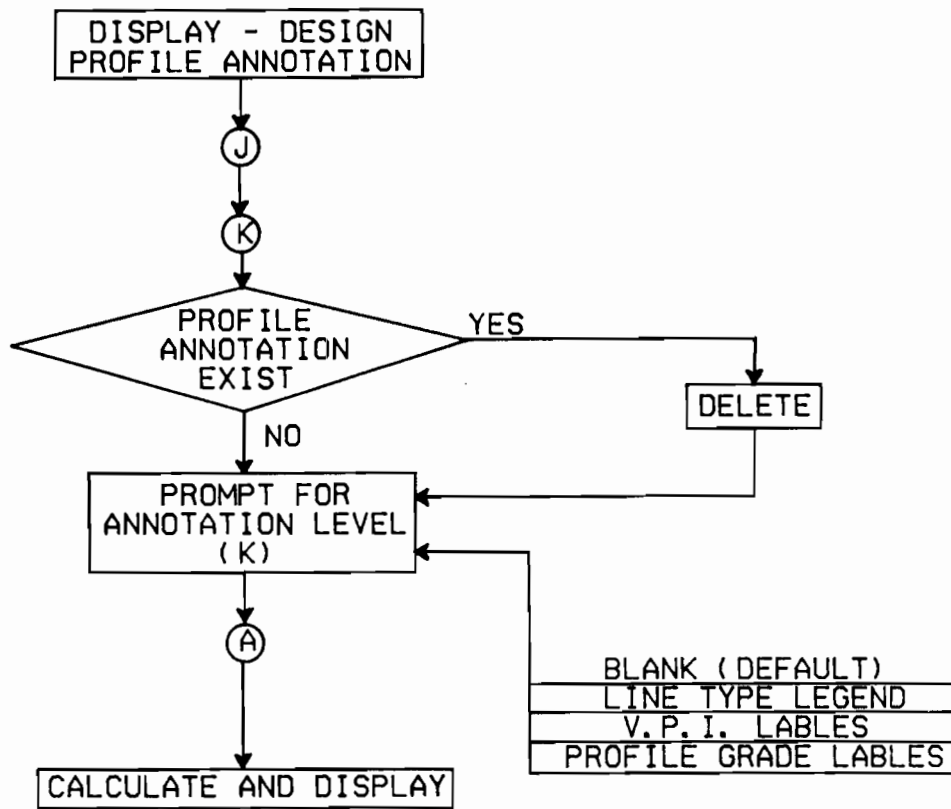 DISPLAY - DESIGN
PROFILE ANNOTATION
J
K
PROFILE
ANNOTATION
EXIST
YES
DELETE
NO
PROMPT FOR
ANNOTATION LEVEL
(K)
A
BLANK (DEFAULT)
LINE TYPE LEGEND
V.P.I. LABLES
PROFILE GRADE LABLES
CALCULATE AND DISPLAY